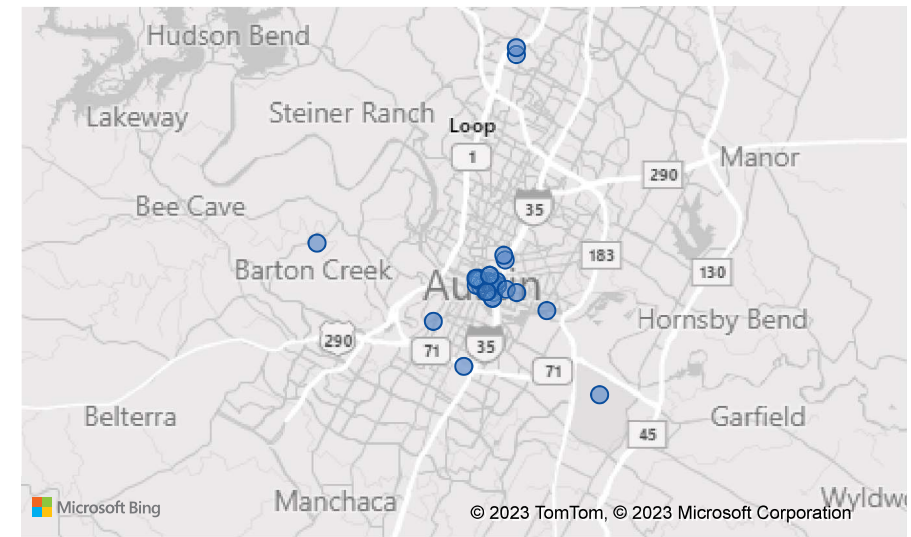 Hudson Bend
Lakeway
Steiner Ranch
Loop
1
Manor
290
Bee Cave
35
183
Barton Creek
130
Austin
Hornsby Bend
290
71
35
71
Belterra
Garfield
45
Manchaca
Wyldw
Microsoft Bing
© 2023 TomTom, © 2023 Microsoft Corporation